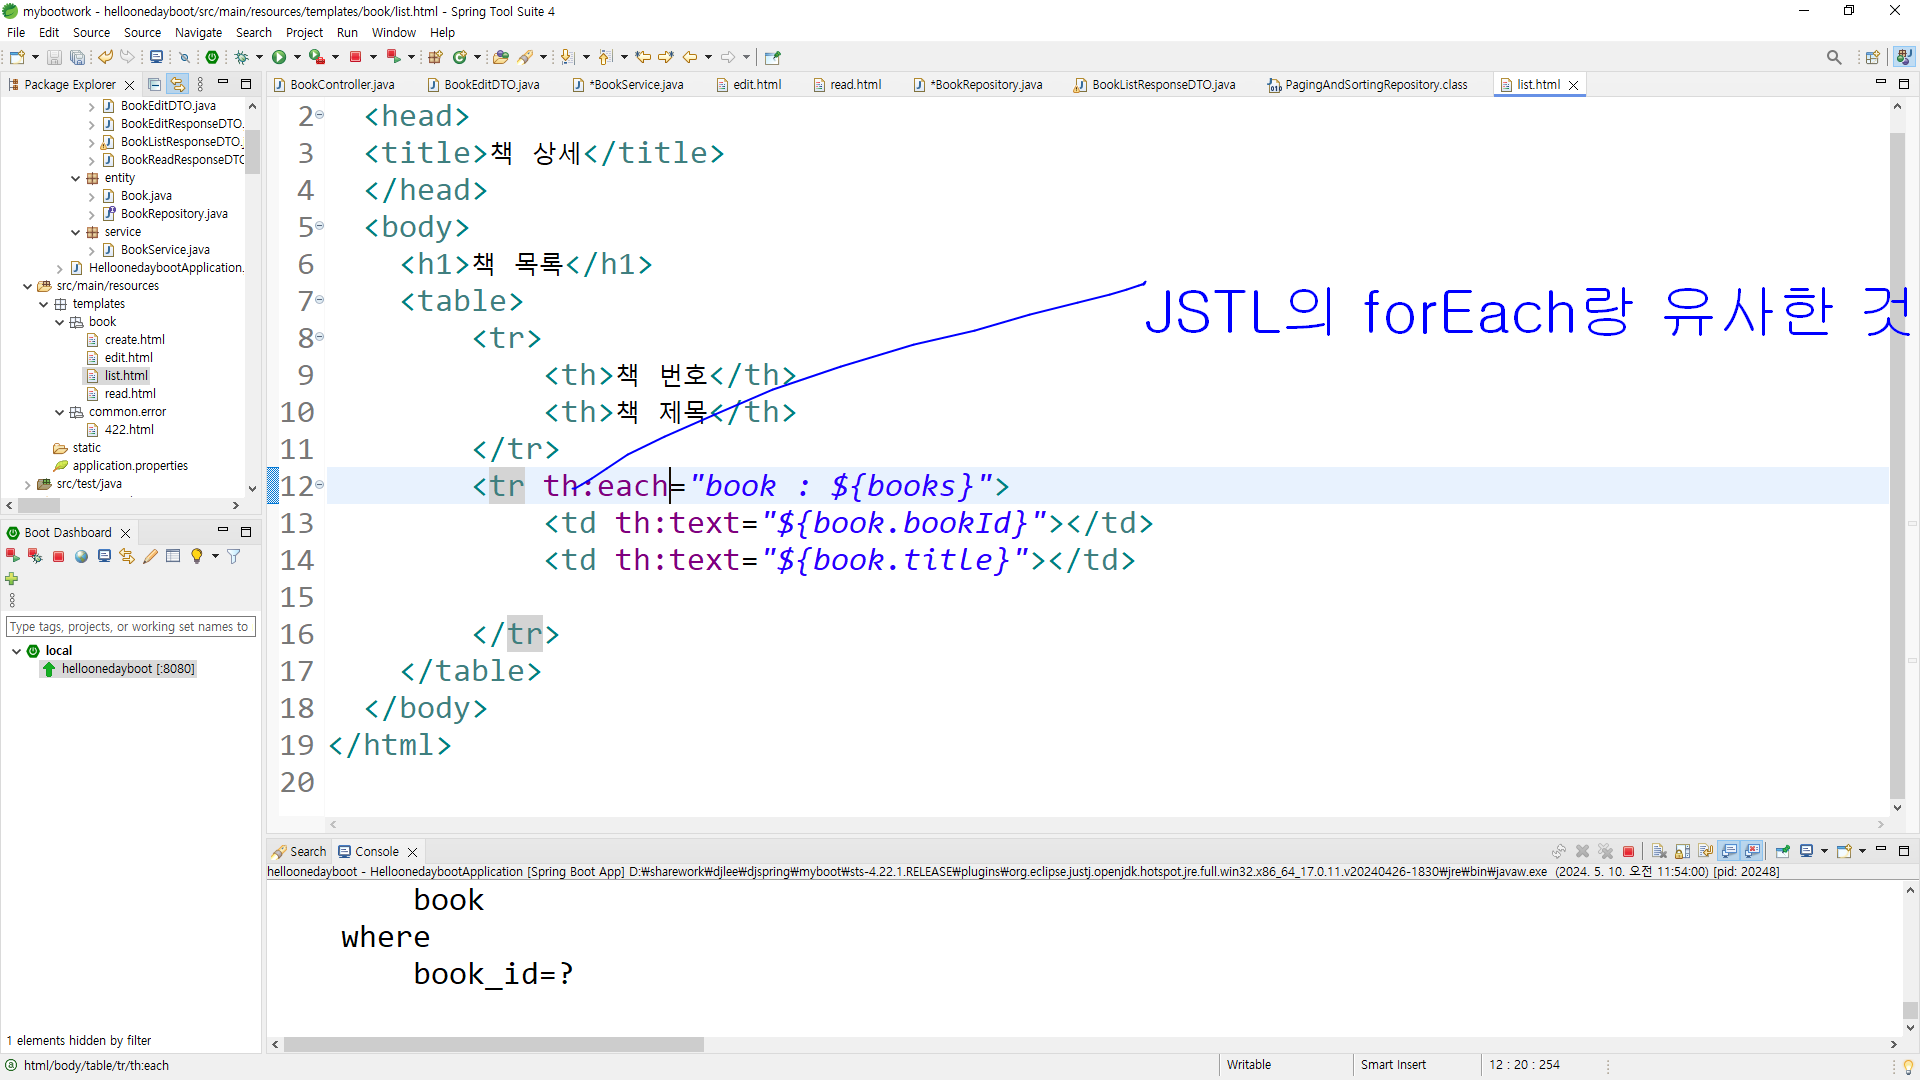 mybootwork - helloonedayboot/src/main/resources/templates/book/list.html - Spring Tool Suite 4
File Edit Source Source Navigate Search Project Run Window Help
Package Explorer
BookController.java BookEditDTO.java *BookService.java edit.html read.html *BookRepository.java BookListResponseDTO.java PagingAndSortingRepository.class list.html
BookEditDTO.java
BookEditResponseDTO.
BookListResponseDTO.
BookReadResponseDTO
entity
Book.java
BookRepository.java
service
BookService.java
HelloonedaybootApplication.
src/main/resources
templates
book
create.html
edit.html
list.html
read.html
common.error
422.html
static
application.properties
src/test/java
2 <head>
3 <title>책 상세</title>
4 </head>
5 <body>
6 <h1>책 목록</h1>
7 <table>
8 <tr>
9 <th>책 번호</th>
10 <th>책 제목</th>
11 </tr>
12 <tr th:each="book : ${books}">
13 <td th:text="${book.bookId}"></td>
14 <td th:text="${book.title}"></td>
15
16 </tr>
17 </table>
18 </body>
19 </html>
20
JSTL의 forEach랑 유사한 것
Boot Dashboard
Type tags, projects, or working set names to
local
helloonedayboot [:8080]
1 elements hidden by filter
Search Console
helloonedayboot - HelloonedaybootApplication [Spring Boot App] D:₩sharework₩djlee₩djspring₩myboot₩sts-4.22.1.RELEASE₩plugins₩org.eclipse.justj.openjdk.hotspot.jre.full.win32.x86_64_17.0.11.v20240426-1830₩jre₩bin₩javaw.exe (2024. 5. 10. 오전 11:54:00) [pid: 20248]
book
where
book_id=?
html/body/table/tr/th:each
Writable Smart Insert 12 : 20 : 254